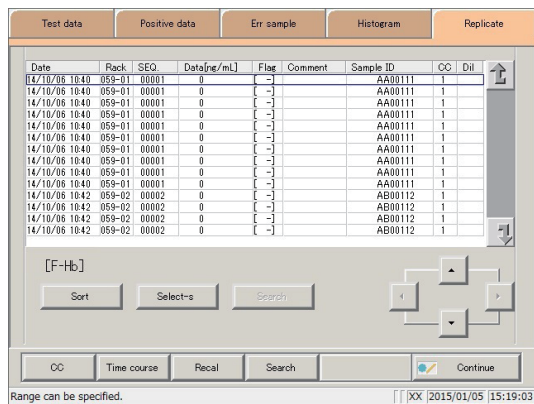 Test data Positive data Err sample Histogram Replicate
Date Rack SEQ. Data[ng/mL] Flag Comment Sample ID CC Dil
14/10/06 10:40 059-01 00001 0 [ -] AA00111 1
14/10/06 10:40 059-01 00001 0 [ -] AA00111 1
14/10/06 10:40 059-01 00001 0 [ -] AA00111 1
14/10/06 10:40 059-01 00001 0 [ -] AA00111 1
14/10/06 10:40 059-01 00001 0 [ -] AA00111 1
14/10/06 10:40 059-01 00001 0 [ -] AA00111 1
14/10/06 10:40 059-01 00001 0 [ -] AA00111 1
14/10/06 10:40 059-01 00001 0 [ -] AA00111 1
14/10/06 10:40 059-01 00001 0 [ -] AA00111 1
14/10/06 10:40 059-01 00001 0 [ -] AA00111 1
14/10/06 10:42 059-02 00002 0 [ -] AB00112 1
14/10/06 10:42 059-02 00002 0 [ -] AB00112 1
14/10/06 10:42 059-02 00002 0 [ -] AB00112 1
14/10/06 10:42 059-02 00002 0 [ -] AB00112 1
[F-Hb]
Sort Select-s Search
CC Time course Recal Search Continue
Range can be specified. XX 2015/01/05 15:19:03